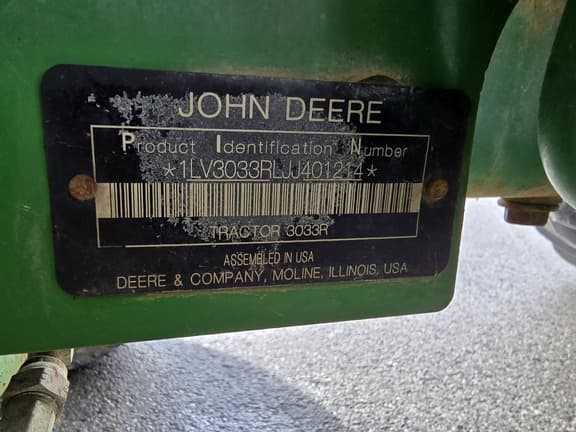 JOHN DEERE
Product Identification Number
*1LV3033RLJJ401214*
TRACTOR 3033R
ASSEMBLED IN USA
DEERE & COMPANY, MOLINE, ILLINOIS, USA